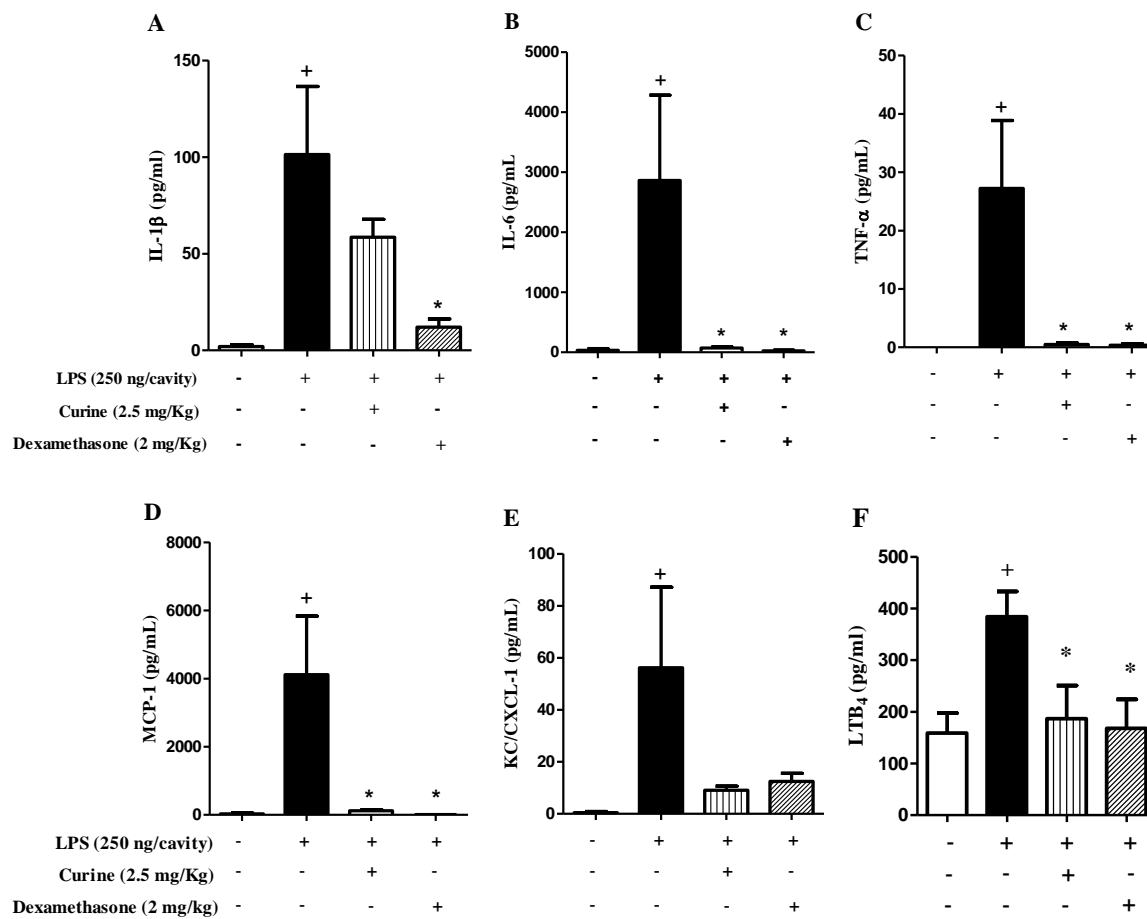 A
B
C
IL-1β (pg/ml)
150
100
50
0
+
*
IL-6 (pg/mL
5000
4000
3000
2000
1000
0
+
*
*
TNF-α (pg/mL)
50
40
30
20
10
0
+
*
*
LPS (250 ng/cavity) - + + + - + + + - + + +
Curine (2.5 mg/Kg) - - + - - - + - - - + -
Dexamethasone (2 mg/Kg) - - - + - - - + - - - +
D
E
F
MCP-1 (pg/mL)
8000
6000
4000
2000
0
+
*
*
KC/CXCL-1 (pg/mL)
100
80
60
40
20
0
+
LTB4 (pg/ml)
500
400
300
200
150
100
0
+
*
*
LPS (250 ng/cavity) - + + + - + + + - + + +
Curine (2.5 mg/Kg) - - + - - - + - - - + -
Dexamethasone (2 mg/kg) - - - + - - - + - - - +